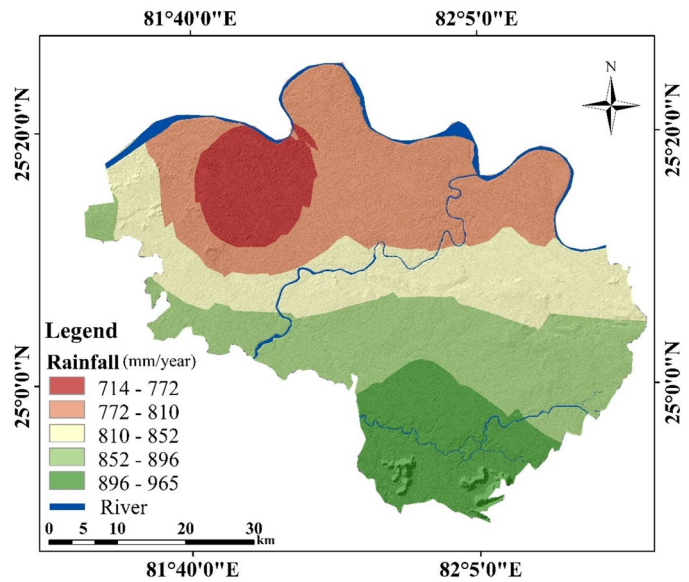 81°40'0"E 82°5'0"E
N
25°20'0"N 25°20'0"N
25°0'0"N 25°0'0"N
Legend
Rainfall (mm/year)
714 - 772
772 - 810
810 - 852
852 - 896
896 - 965
River
0 5 10 20 30
km
81°40'0"E 82°5'0"E